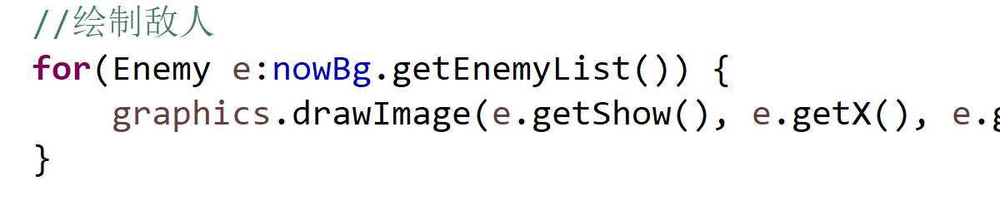 //绘制敌人
for(Enemy e:nowBg.getEnemyList()) {
graphics.drawImage(e.getShow(), e.getX(), e.
}